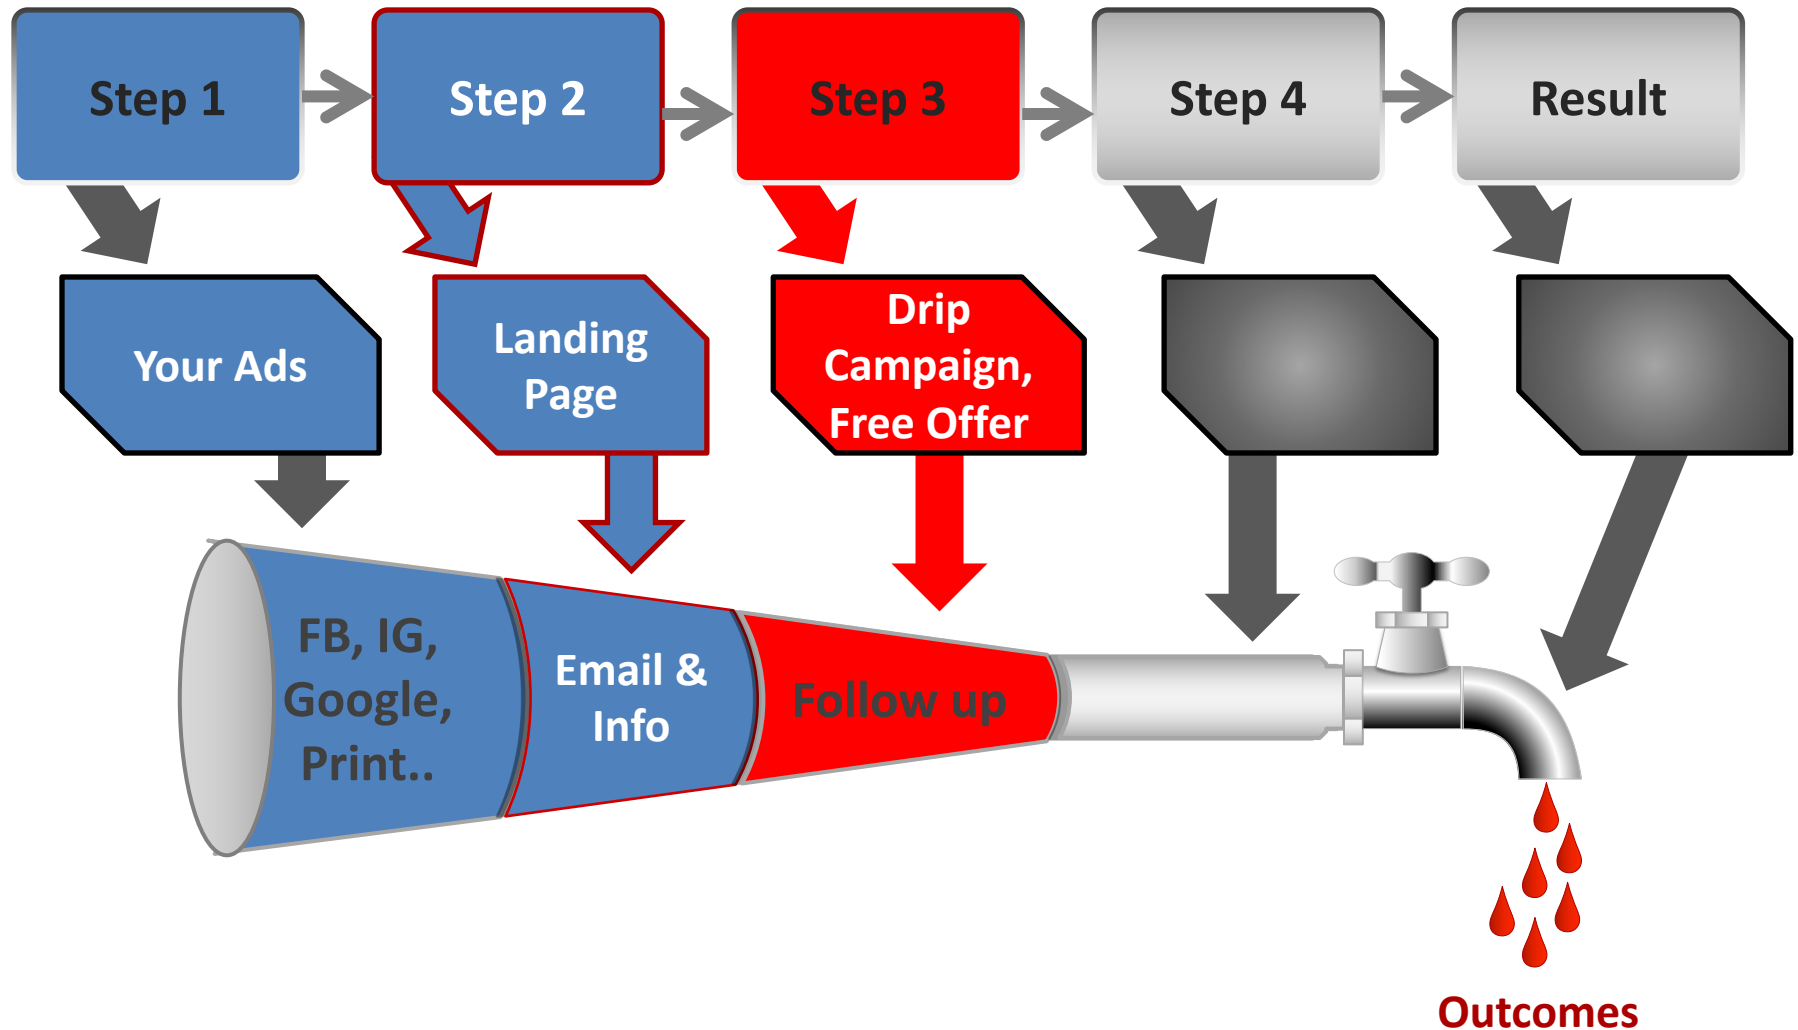 Step 1
Step 2
Step 3
Step 4
Result
Your Ads
Landing
Page
Drip
Campaign,
Free Offer
FB, IG,
Google,
Print..
Email &
Info
Follow up
Outcomes